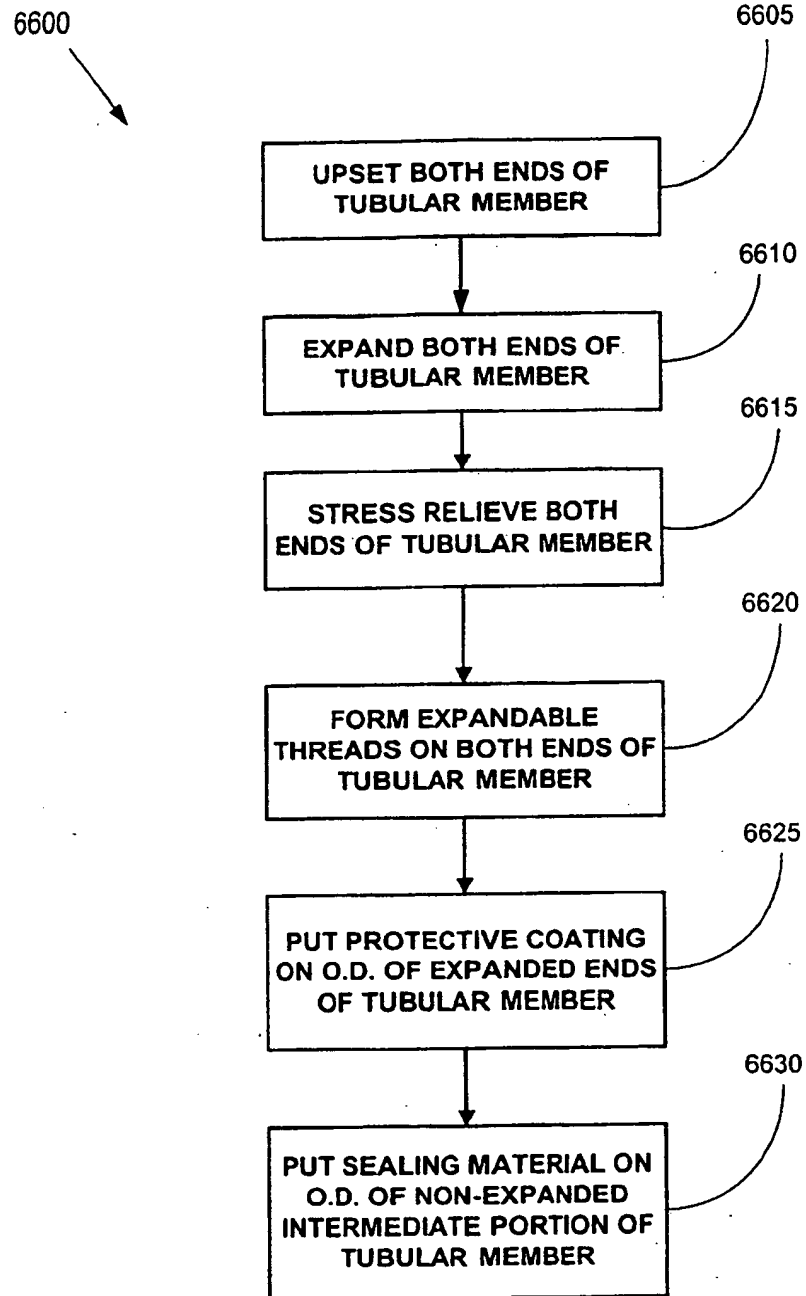 6600
6605
UPSET BOTH ENDS OF
TUBULAR MEMBER
6610
EXPAND BOTH ENDS OF
TUBULAR MEMBER
6615
STRESS RELIEVE BOTH
ENDS OF TUBULAR MEMBER
6620
FORM EXPANDABLE
THREADS ON BOTH ENDS OF
TUBULAR MEMBER
6625
PUT PROTECTIVE COATING
ON O.D. OF EXPANDED ENDS
OF TUBULAR MEMBER
6630
PUT SEALING MATERIAL ON
O.D. OF NON-EXPANDED
INTERMEDIATE PORTION OF
TUBULAR MEMBER